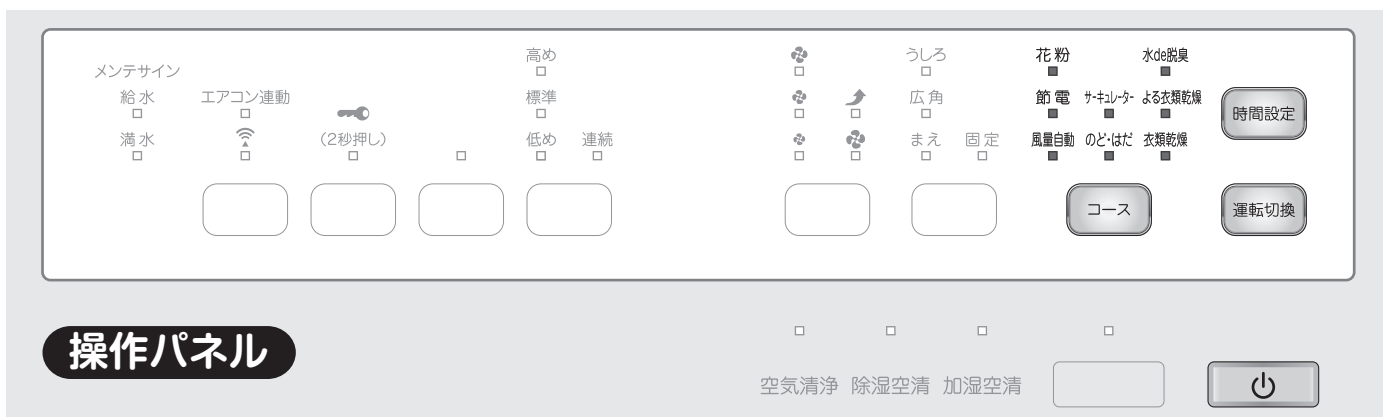 メンテサイン
給水
満水
エアコン連動
(2秒押し)
高め
標準
低め 連続
うしろ
広角
まえ 固定
花粉 水de脱臭
節電 サーキュレーター よる衣類乾燥
風量自動 のど・はだ 衣類乾燥
時間設定
コース
運転切換
操作パネル
空気清浄 除湿空清 加湿空清